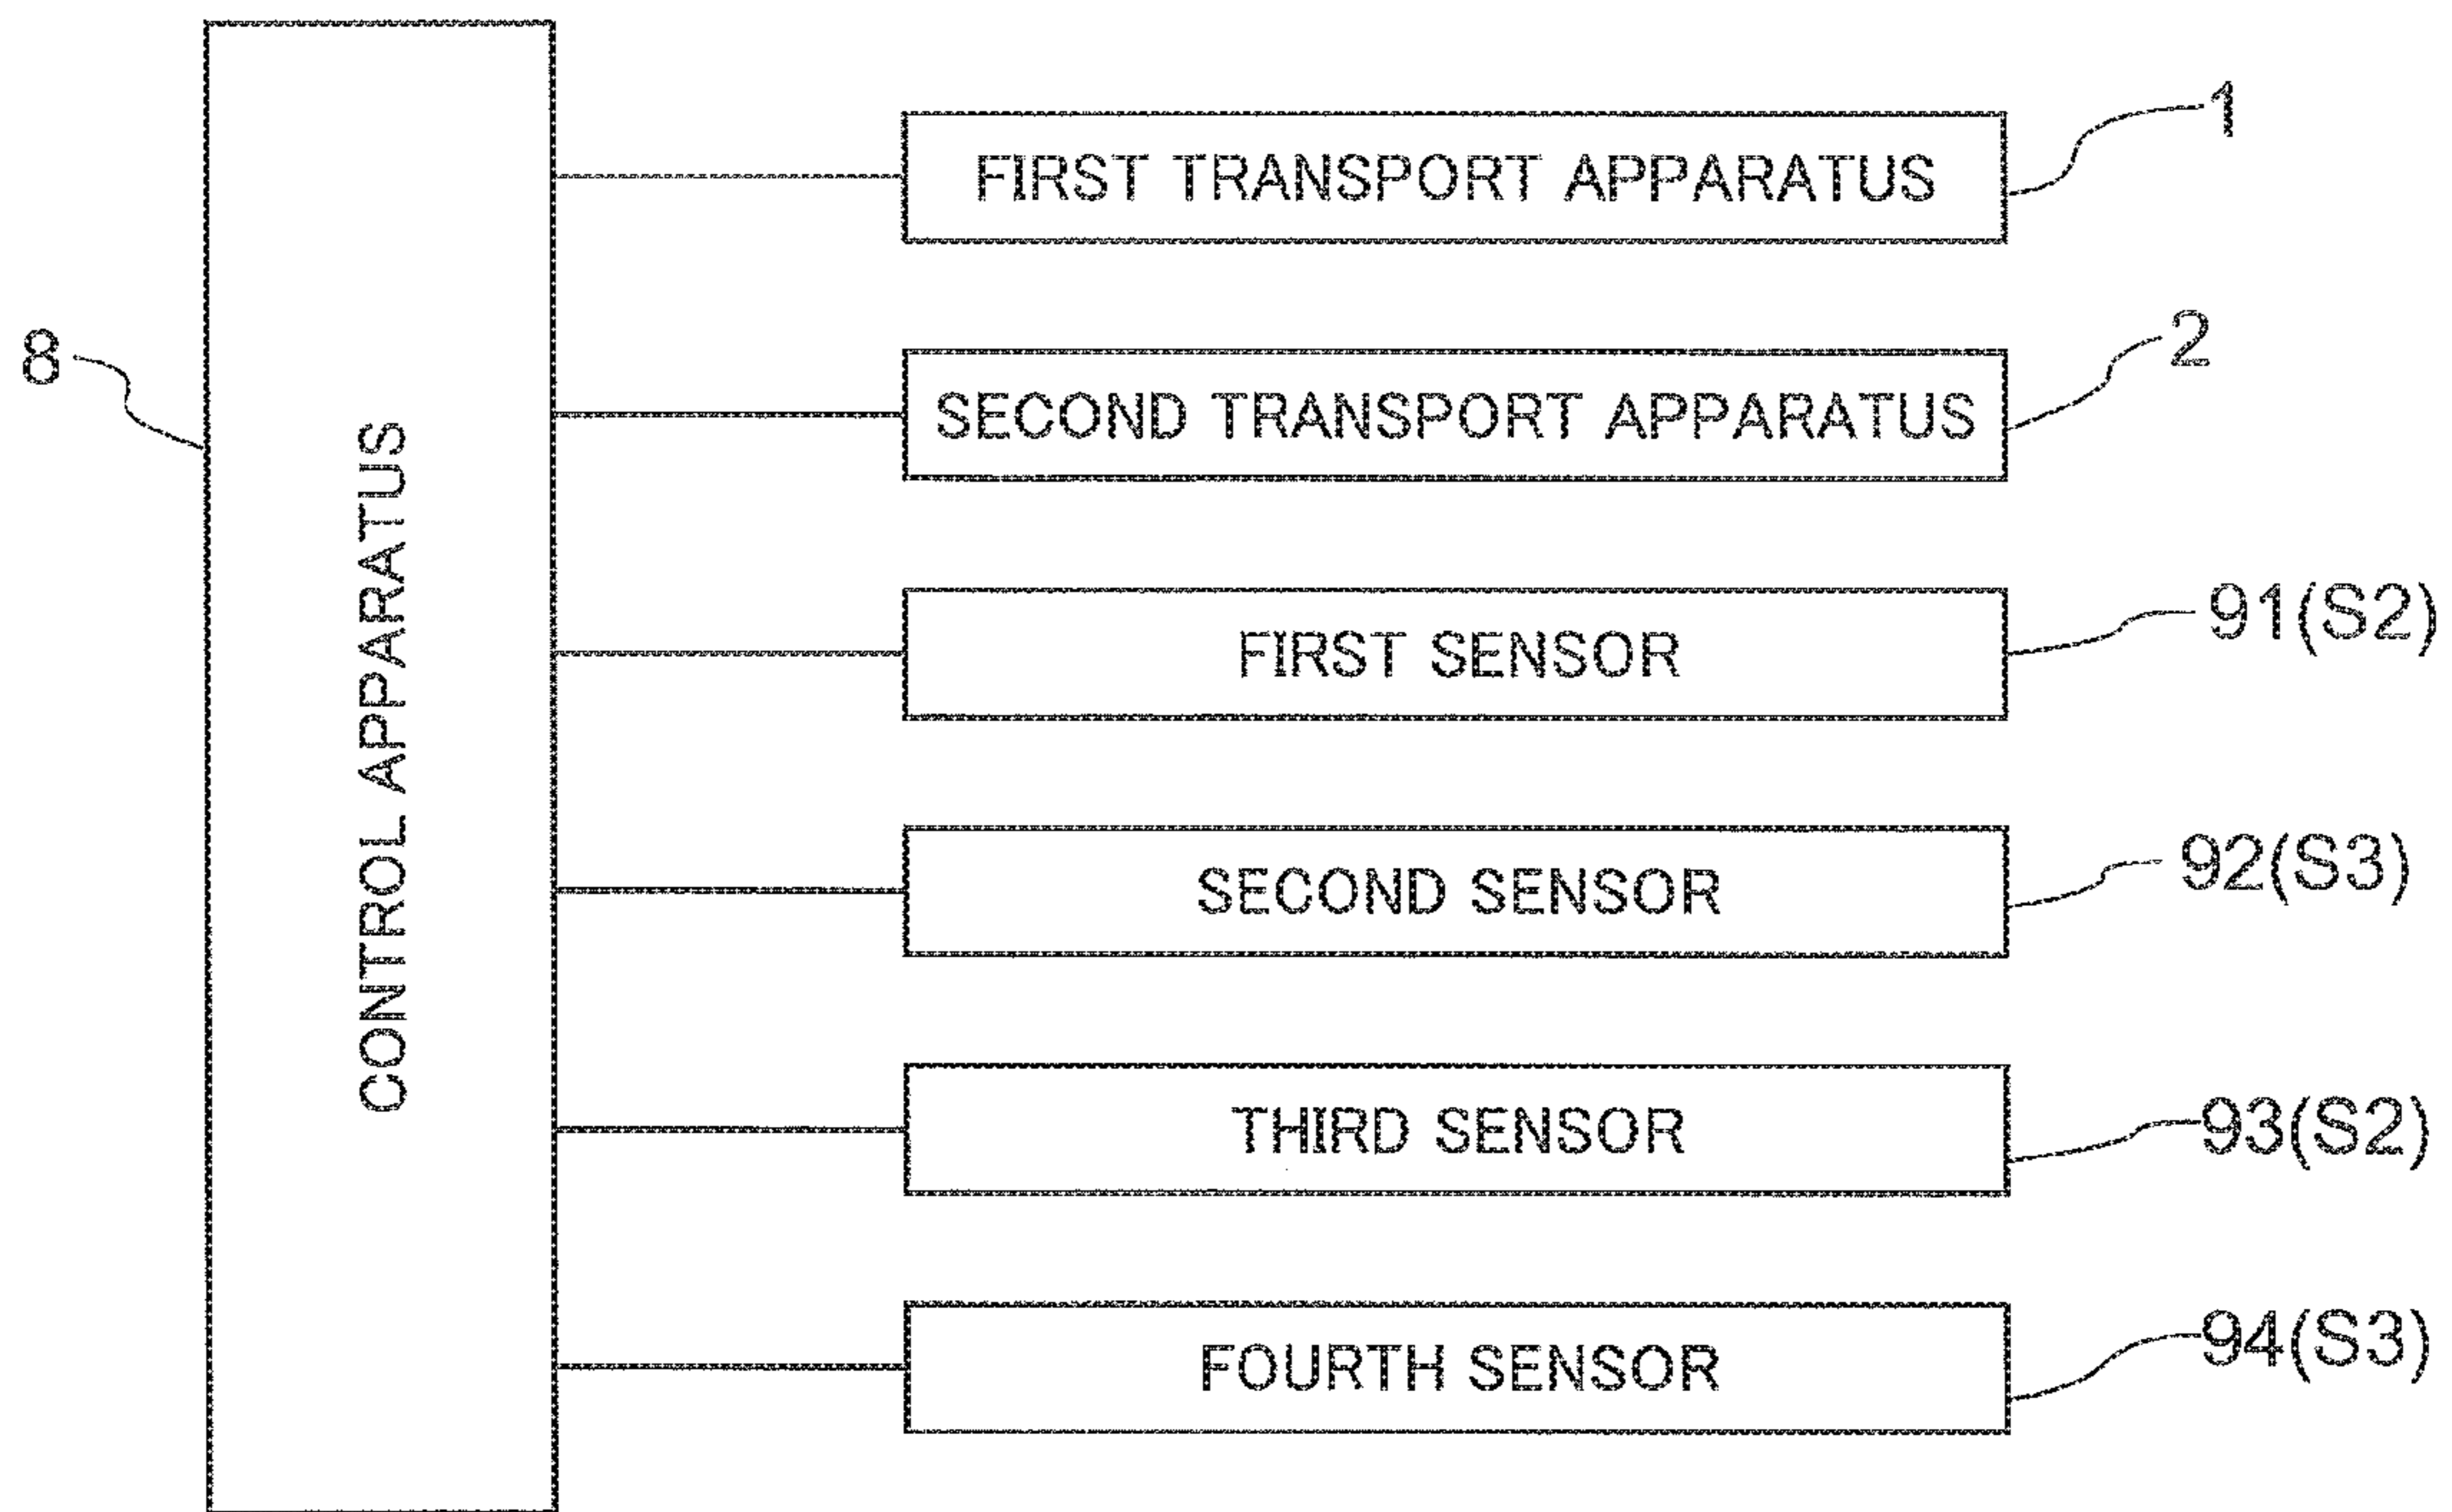 8
CONTROL APPARATUS
FIRST TRANSPORT APPARATUS
1
SECOND TRANSPORT APPARATUS
2
FIRST SENSOR
91(S2)
SECOND SENSOR
92(S3)
THIRD SENSOR
93(S2)
FOURTH SENSOR
94(S3)